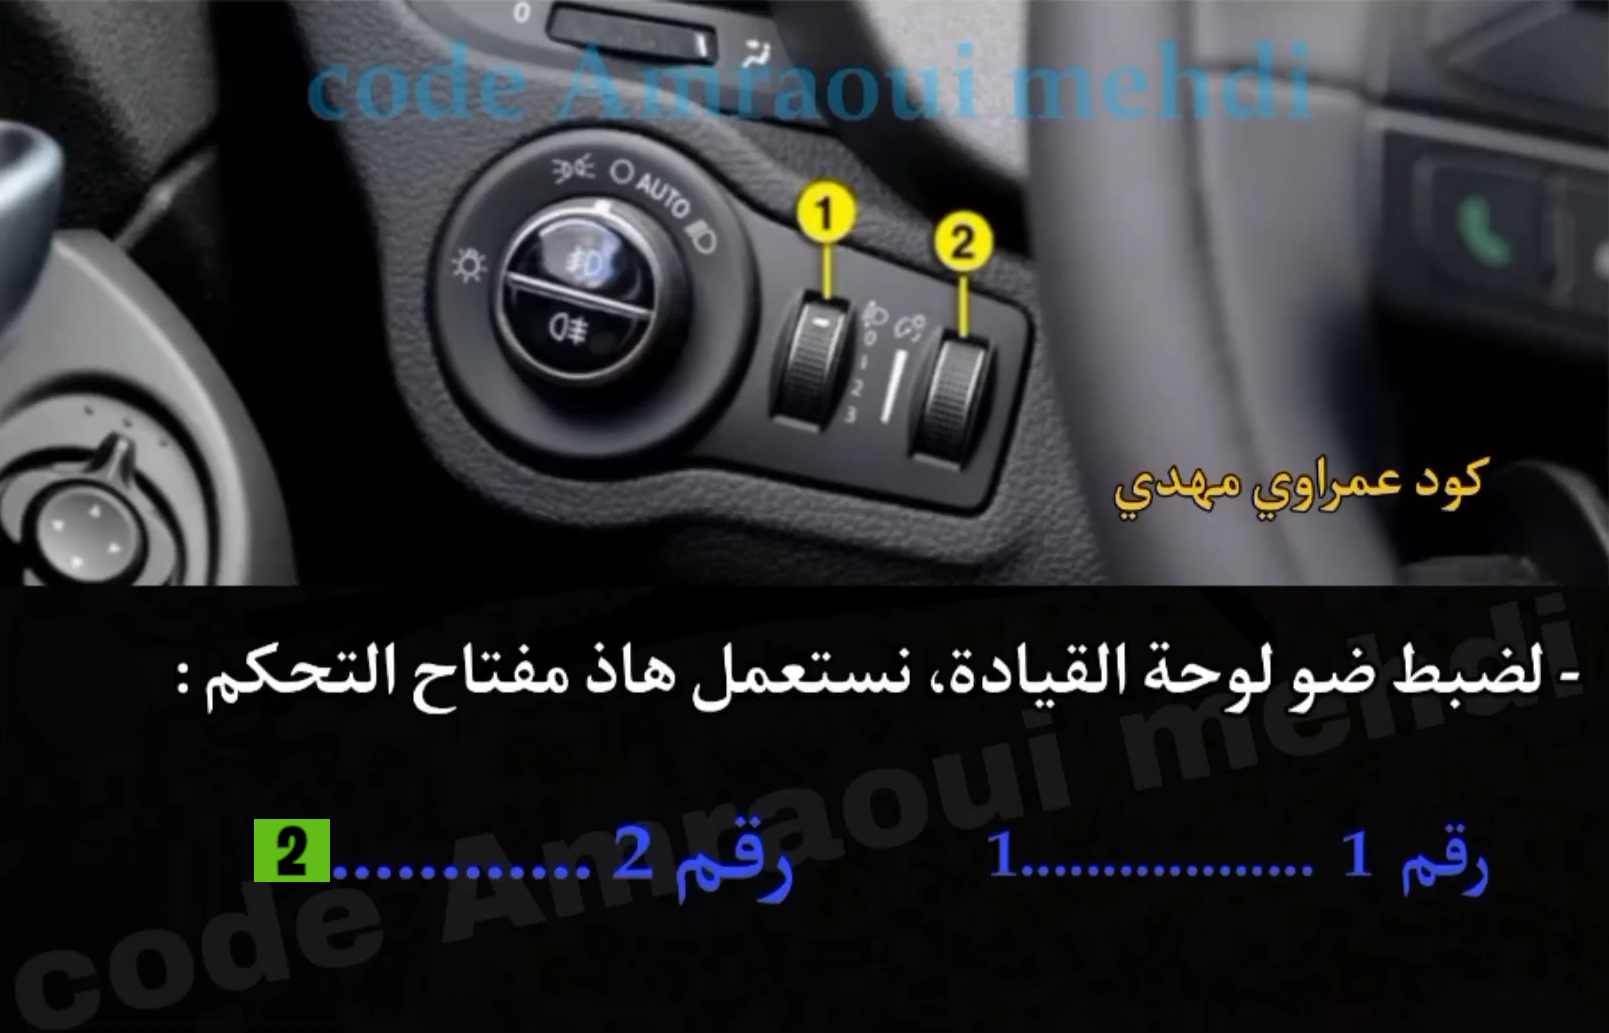 0
code Amraoui mehdi
AUTO
1
2
0
1
2
3
كود عمراوي مهدي
- لضبط ضو لوحة القيادة، نستعمل هاذ مفتاح التحكم :
رقم 1 .................1
رقم 2 ............2
code Amraoui mehdi